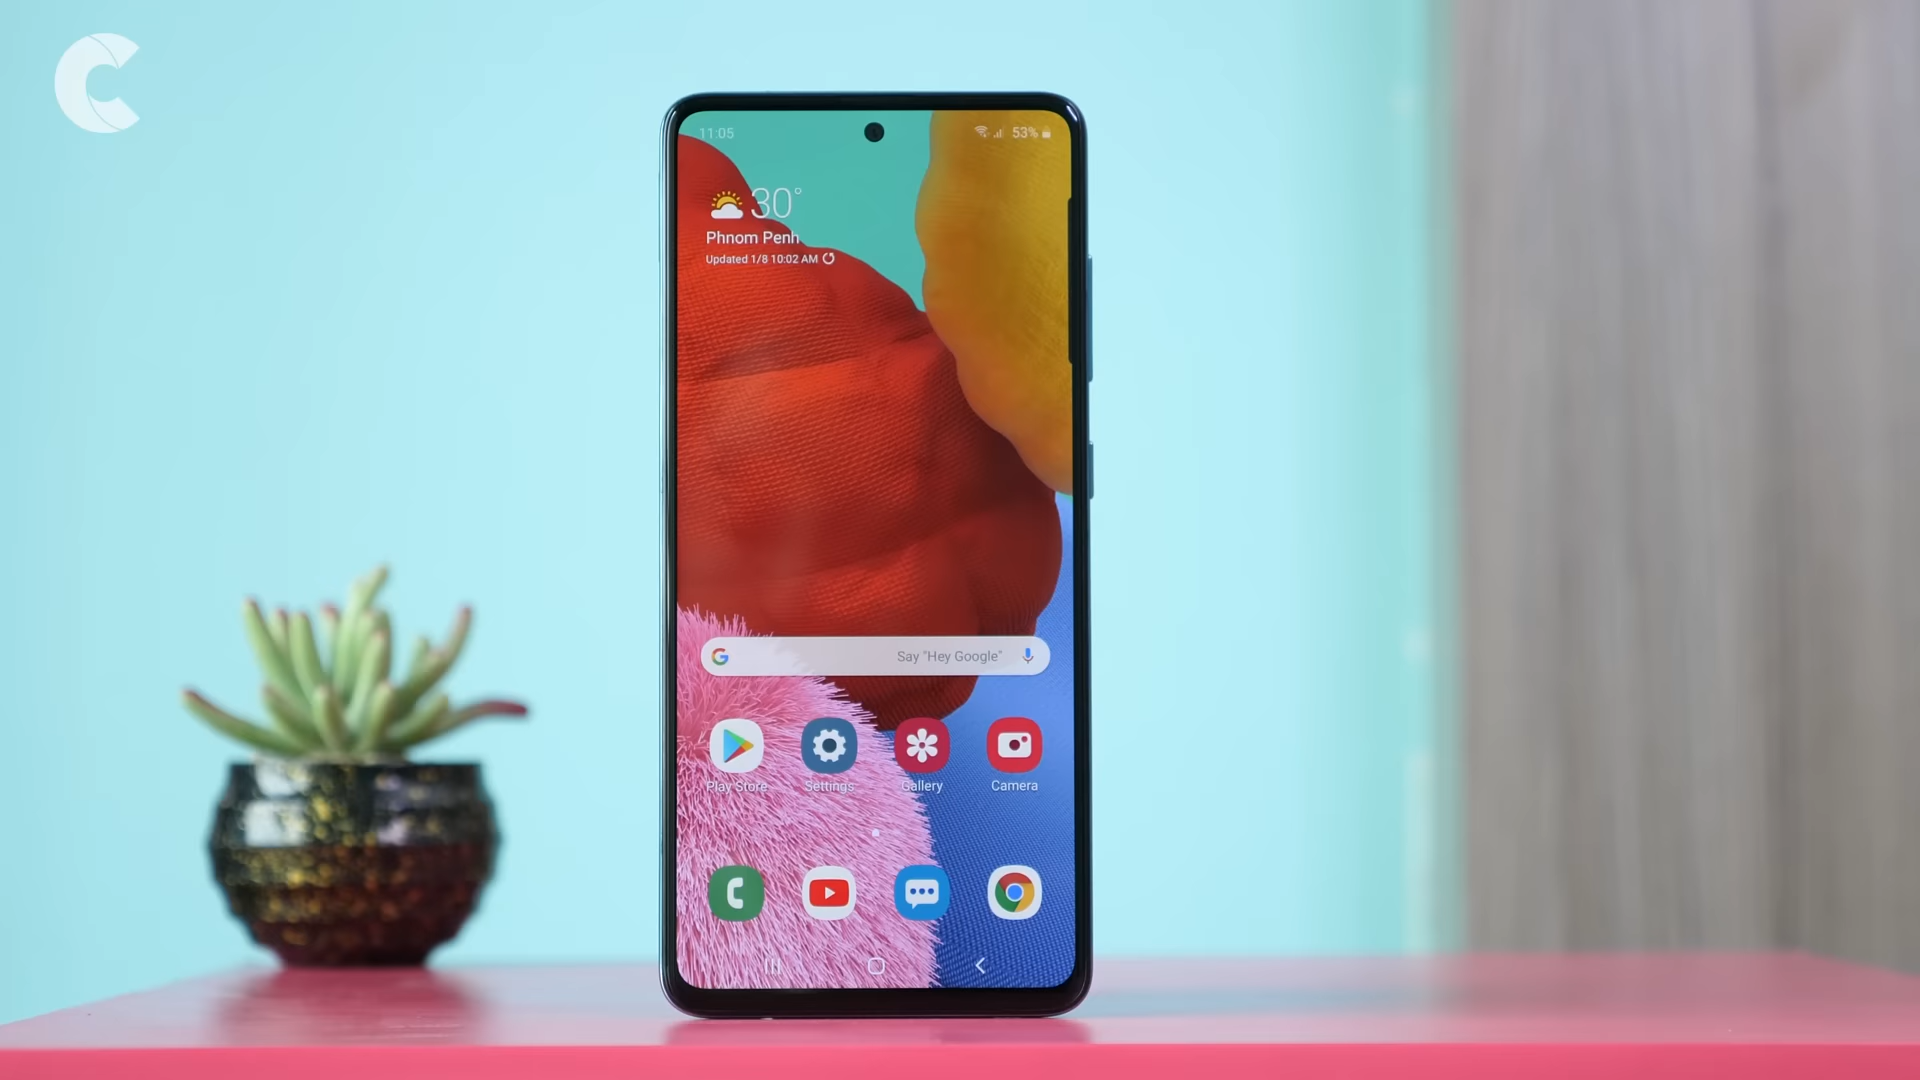 11:05
53%
30°
Phnom Penh
Updated 1/8 10:02 AM
Say "Hey Google"
Play Store
Settings
Gallery
Camera